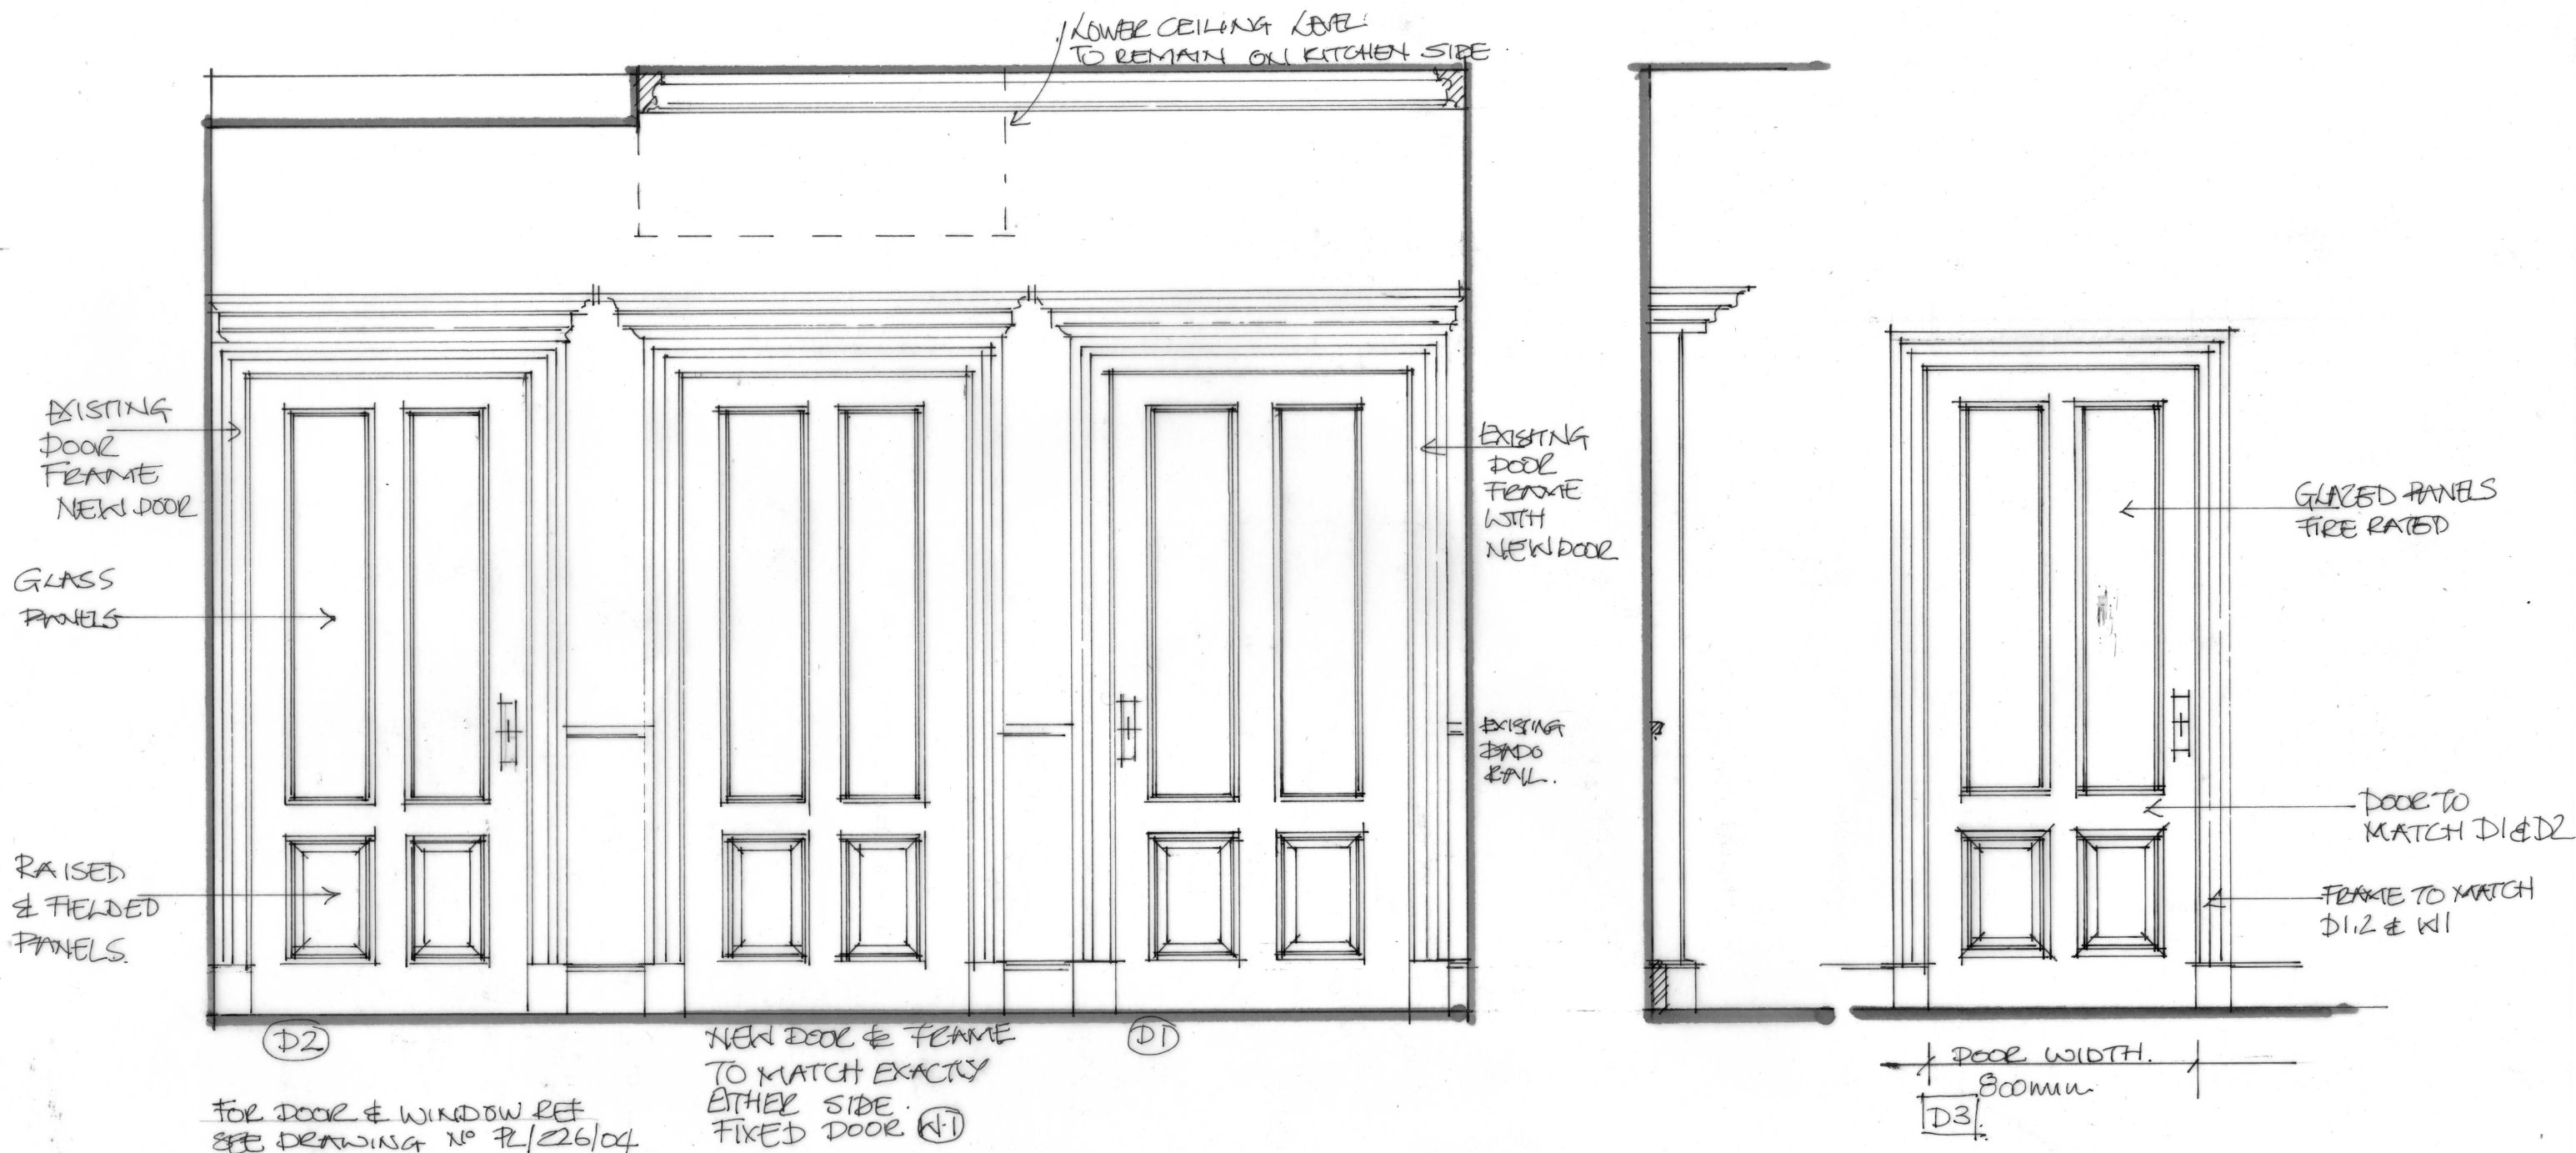 LOWER CEILING LEVEL
TO REMAIN ON KITCHEN SIDE
EXISTING
DOOR
FRAME
NEW DOOR
GLASS
PANELS
RAISED
& FIELDED
PANELS.
EXISTING
DOOR
FRAME
WITH
NEW DOOR
EXISTING
DADO
RAIL.
GLAZED PANELS
FIRE RATED
DOOR TO
MATCH D1 & D2
FRAME TO MATCH
D1,2 & W1
D2
NEW DOOR & FRAME
TO MATCH EXACTLY
EITHER SIDE.
FIXED DOOR W-1
D1
FOR DOOR & WINDOW REF
SEE DRAWING Nº PL/226/04
DOOR WIDTH.
800mm
D3